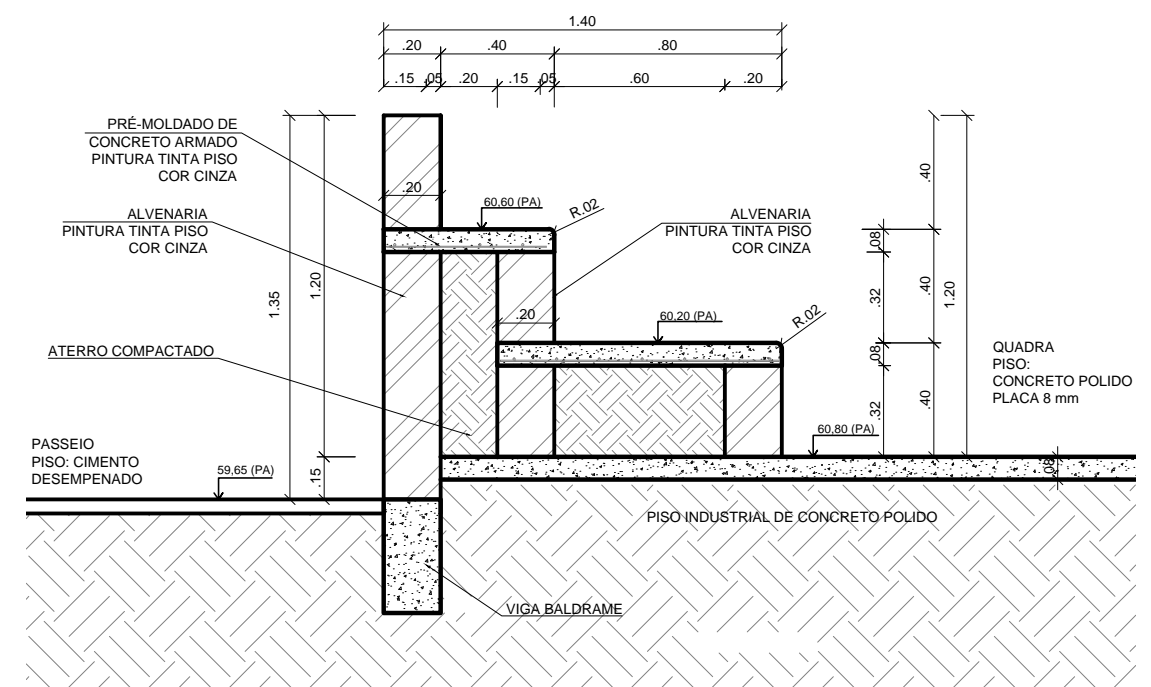 1.40
.20
.40
.80
.15
.05
.20
.15
.05
.60
.20
PRÉ-MOLDADO DE
CONCRETO ARMADO
PINTURA TINTA PISO
COR CINZA
.20
60,60 (PA)
R.02
ALVENARIA
PINTURA TINTA PISO
COR CINZA
ALVENARIA
PINTURA TINTA PISO
COR CINZA
1.35
1.20
.15
.20
60,20 (PA)
R.02
.08
.32
.08
.32
.40
.40
.40
1.20
QUADRA
PISO:
CONCRETO POLIDO
PLACA 8 mm
ATERRO COMPACTADO
60,80 (PA)
PASSEIO
PISO: CIMENTO
DESEMPENADO
59,65 (PA)
.08
PISO INDUSTRIAL DE CONCRETO POLIDO
VIGA BALDRAME